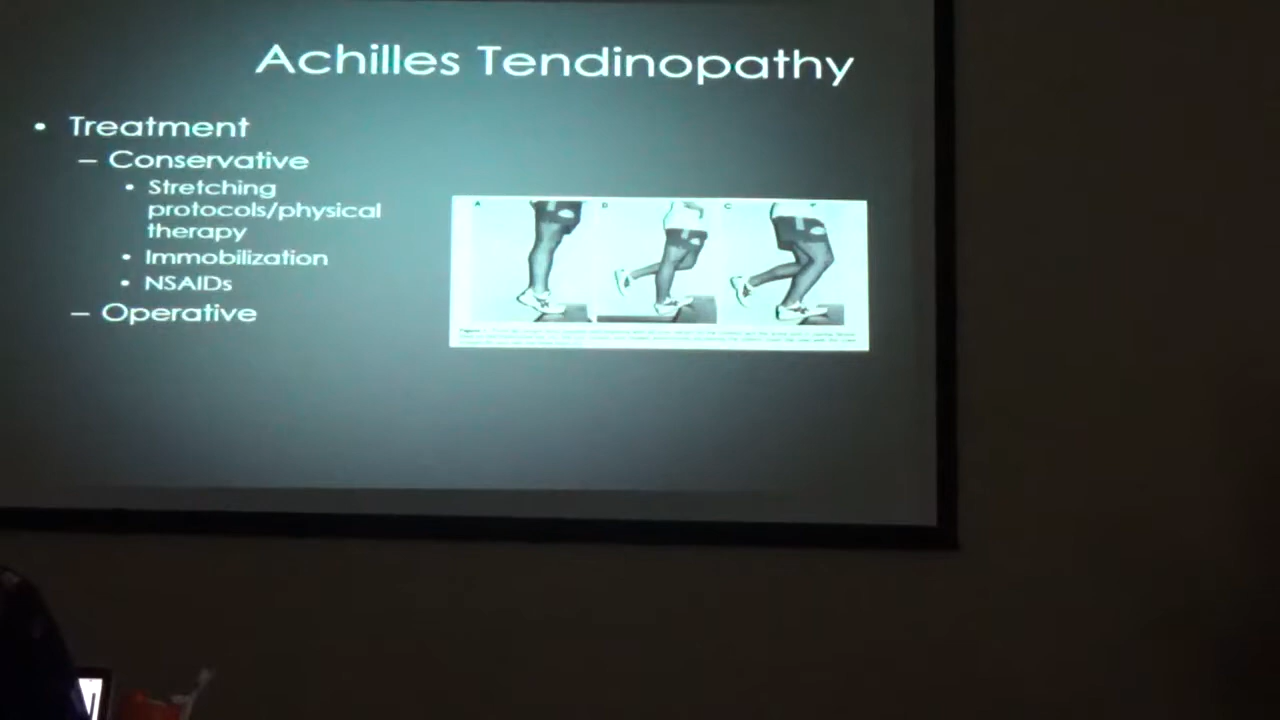 Achilles Tendinopathy
• Treatment
– Conservative
• Stretching
protocols/physical
therapy
• Immobilization
• NSAIDs
– Operative
A
C